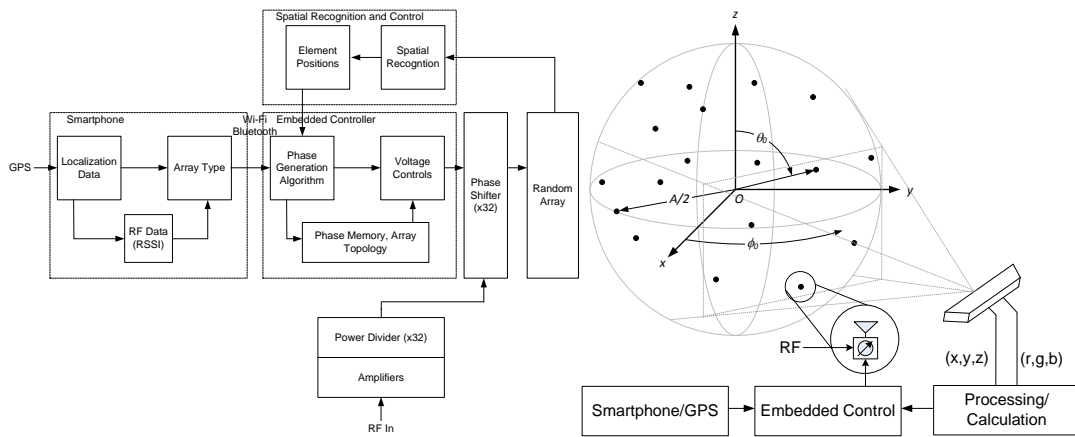 Spatial Recognition and Control
Element
Positions
Spatial
Recogntion
Smartphone
Wi-Fi
Bluetooth
Embedded Controller
GPS
Localization
Data
Array Type
RF Data
(RSSI)
Phase
Generation
Algorithm
Voltage
Controls
Phase Memory, Array
Topology
Phase
Shifter
(x32)
Random
Array
Power Divider (x32)
Amplifiers
RF In
z
θ0
y
A/2
O
x
ϕ0
RF
(x,y,z)
(r,g,b)
Smartphone/GPS
Embedded Control
Processing/
Calculation